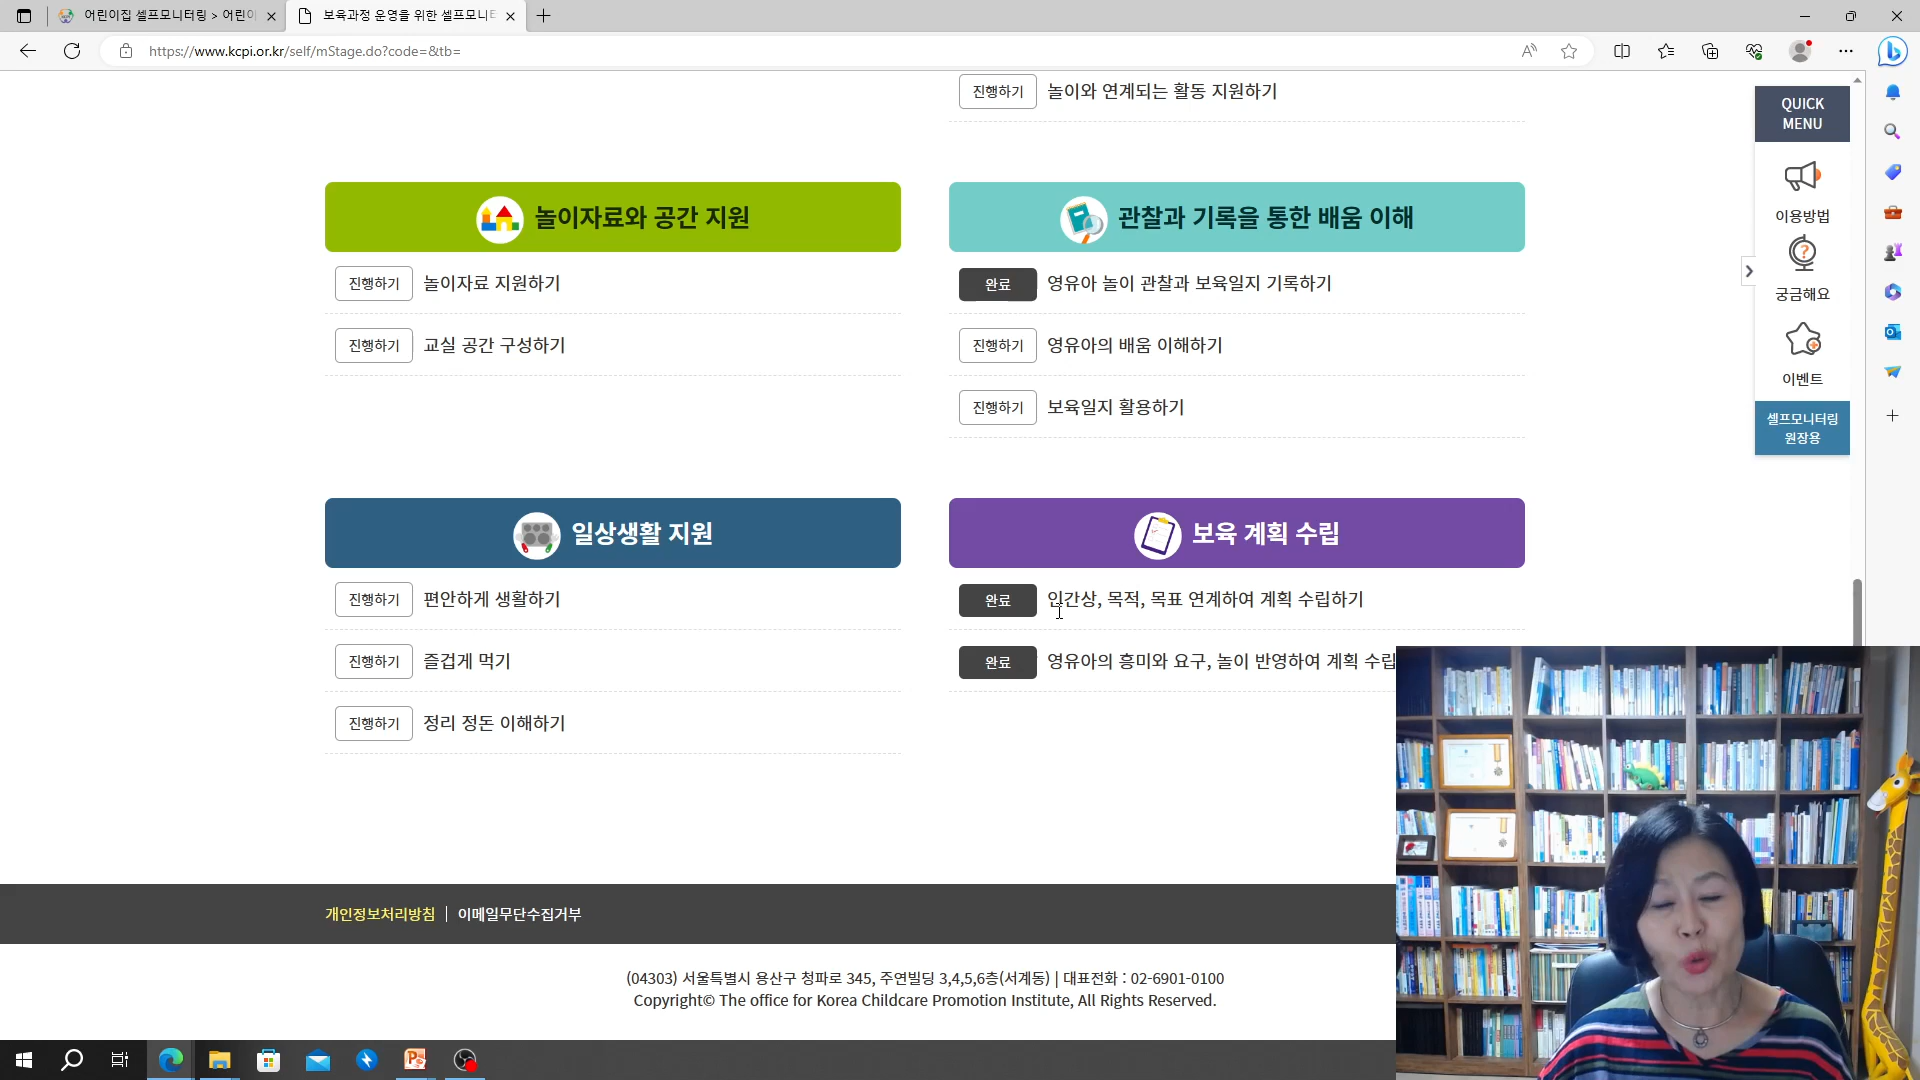 어린이집 셀프모니터링 > 어린이
보육과정 운영을 위한 셀프모니터
https://www.kcpi.or.kr/self/mStage.do?code=&tb=
진행하기 놀이와 연계되는 활동 지원하기
놀이자료와 공간 지원
진행하기 놀이자료 지원하기
진행하기 교실 공간 구성하기
관찰과 기록을 통한 배움 이해
완료 영유아 놀이 관찰과 보육일지 기록하기
진행하기 영유아의 배움 이해하기
진행하기 보육일지 활용하기
일상생활 지원
진행하기 편안하게 생활하기
진행하기 즐겁게 먹기
진행하기 정리 정돈 이해하기
보육 계획 수립
완료 인간상, 목적, 목표 연계하여 계획 수립하기
완료 영유아의 흥미와 요구, 놀이 반영하여 계획 수립
QUICK
MENU
이용방법
궁금해요
이벤트
셀프모니터링
원장용
개인정보처리방침 | 이메일무단수집거부
(04303) 서울특별시 용산구 청파로 345, 주연빌딩 3,4,5,6층(서계동) | 대표전화 : 02-6901-0100
Copyright© The office for Korea Childcare Promotion Institute, All Rights Reserved.